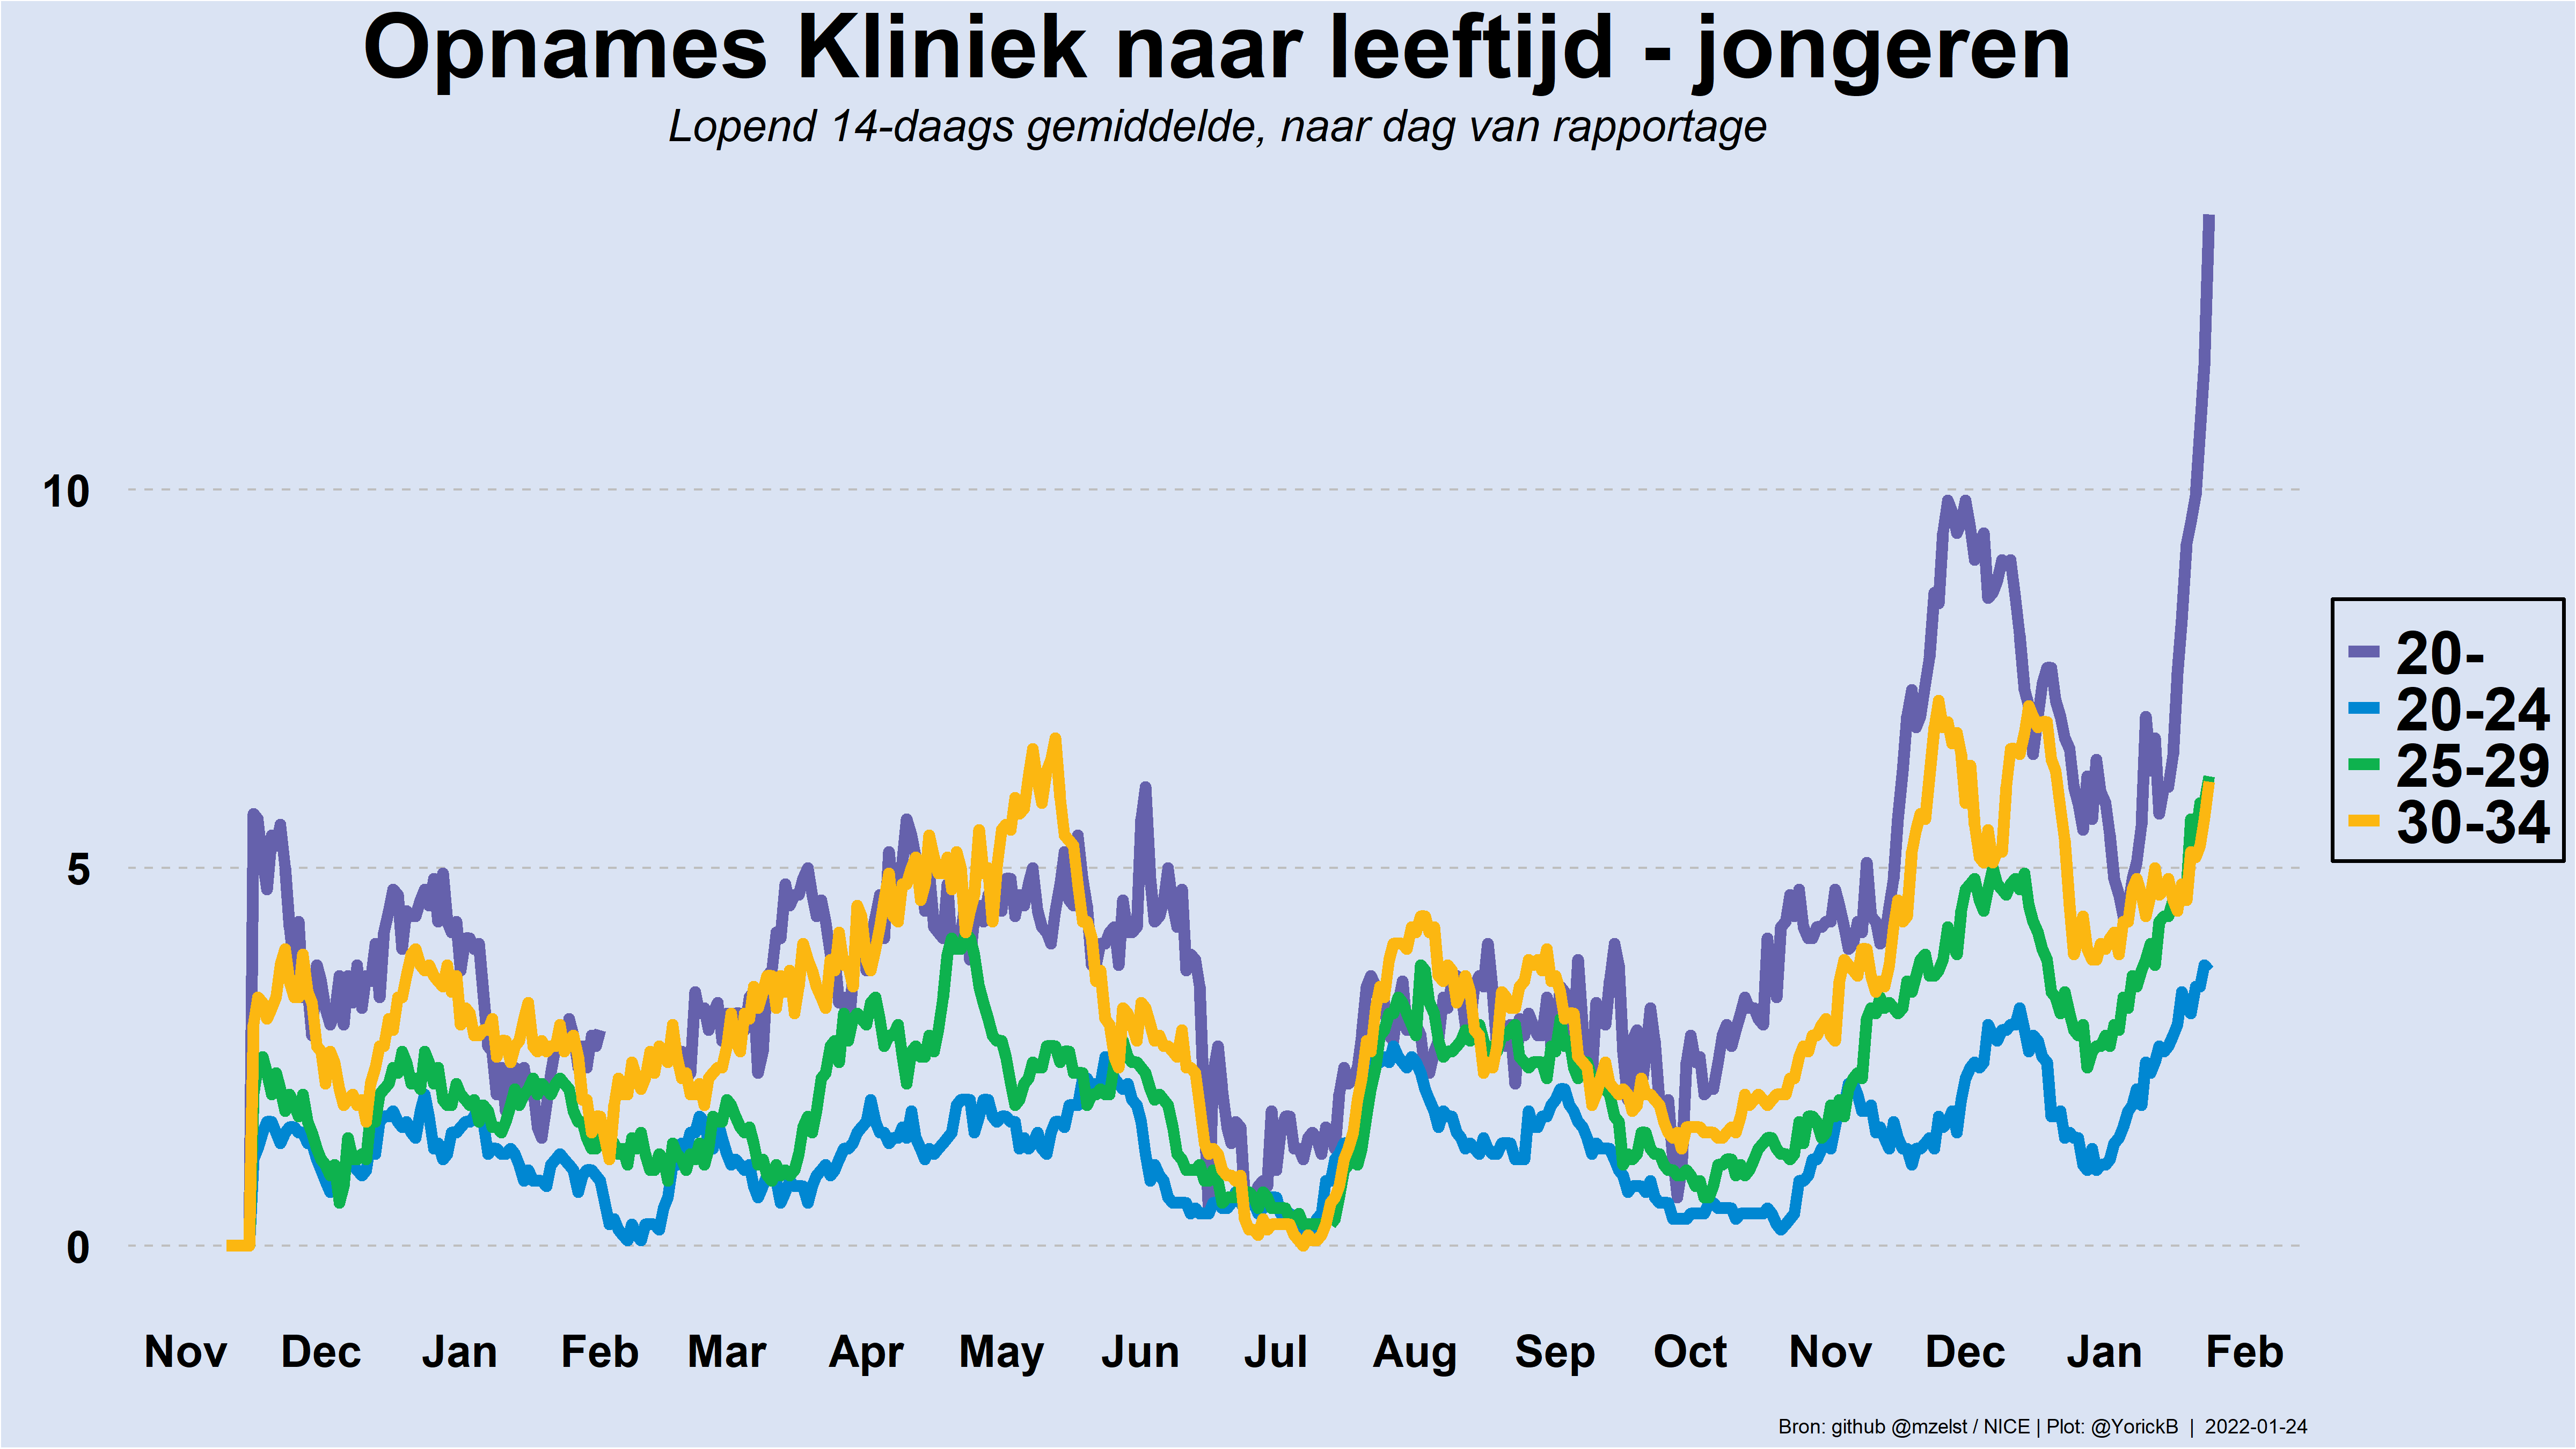 Opnames Kliniek naar leeftijd - jongeren
Lopend 14-daags gemiddelde, naar dag van rapportage
10
5
0
20-
20-24
25-29
30-34
Nov Dec Jan Feb Mar Apr May Jun Jul Aug Sep Oct Nov Dec Jan Feb
Bron: github @mzelst / NICE | Plot: @YorickB | 2022-01-24